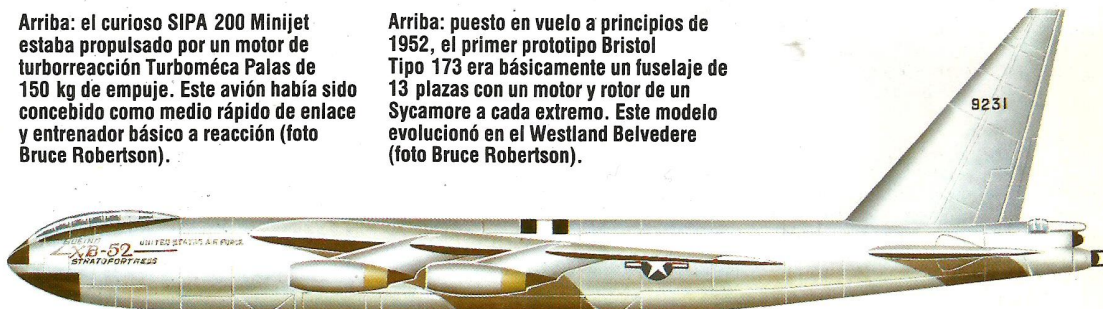 Arriba: el curioso SIPA 200 Minijet
estaba propulsado por un motor de
turborreacción Turboméca Palas de
150 kg de empuje. Este avión había sido
concebido como medio rápido de enlace
y entrenador básico a reacción (foto
Bruce Robertson).
Arriba: puesto en vuelo a principios de
1952, el primer prototipo Bristol
Tipo 173 era básicamente un fuselaje de
13 plazas con un motor y rotor de un
Sycamore a cada extremo. Este modelo
evolucionó en el Westland Belvedere
(foto Bruce Robertson).
9231
BOEING
XB-52
STRATOFORTRESS
UNITED STATES AIR FORCE